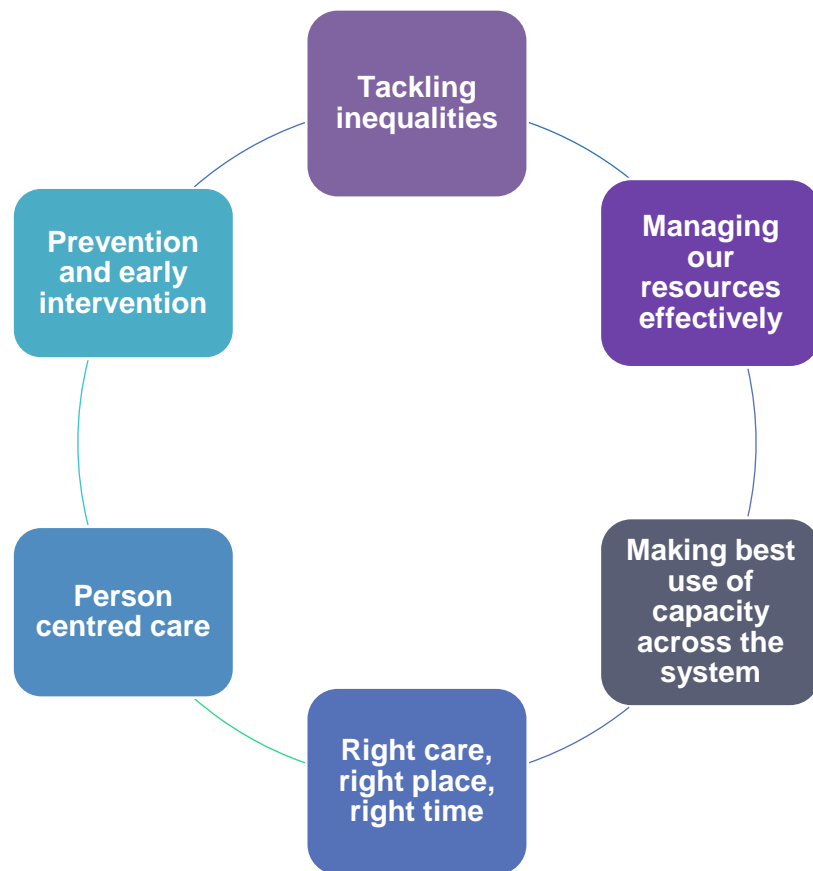 Tackling
inequalities
Managing
our
resources
effectively
Making best
use of
capacity
across the
system
Right care,
right place,
right time
Person
centred care
Prevention
and early
intervention